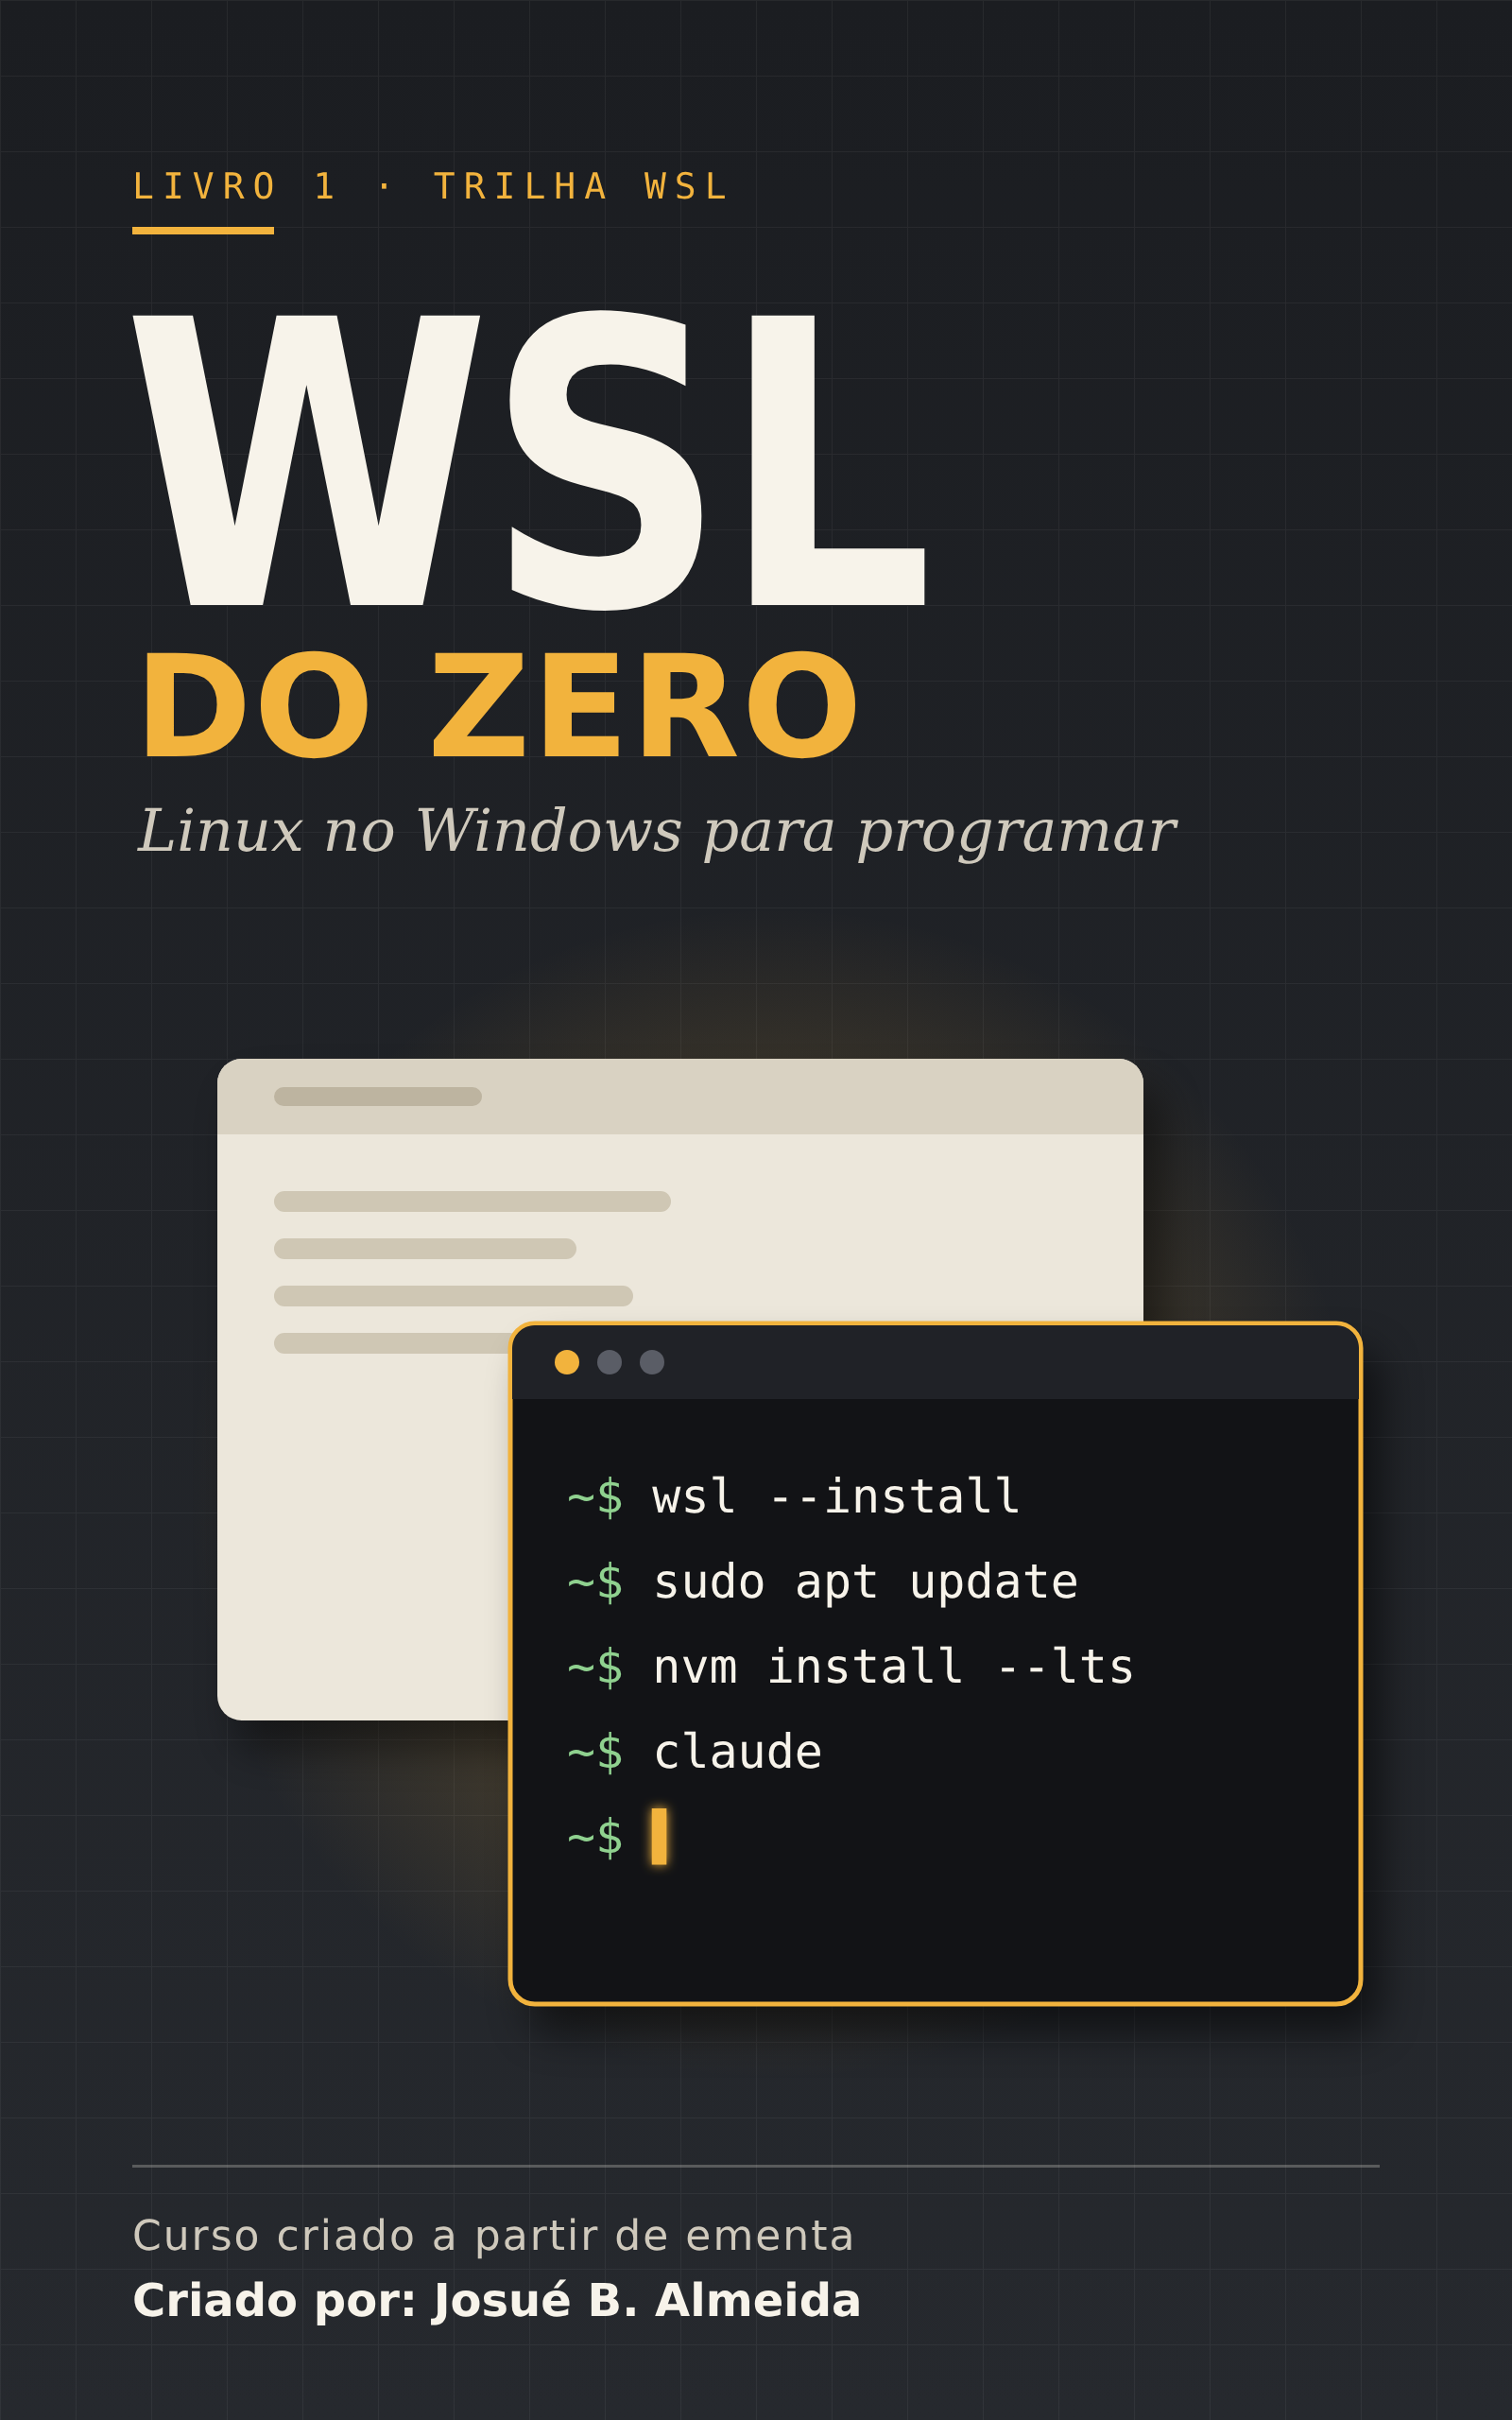 LIVRO 1 · TRILHA WSL
WSL
DO ZERO
Linux no Windows para programar
~$ wsl --install
~$ sudo apt update
~$ nvm install --lts
~$ claude
~$
Curso criado a partir de ementa
Criado por: Josué B. Almeida